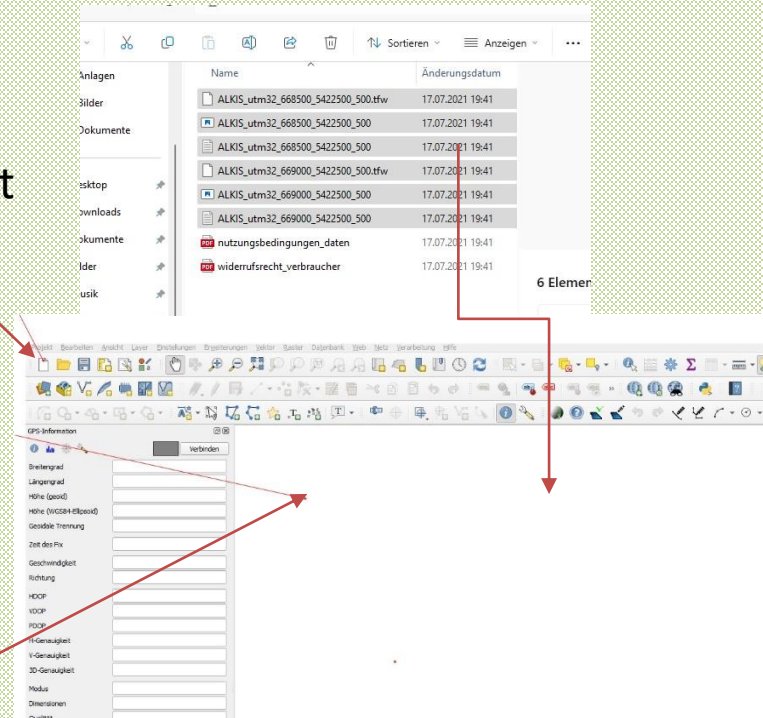 Sortieren Anzeigen
Name Änderungsdatum
Anlagen
Bilder
Dokumente
t
ALKIS_utm32_668500_5422500_500.tfw 17.07.2021 19:41
ALKIS_utm32_668500_5422500_500 17.07.2021 19:41
ALKIS_utm32_668500_5422500_500 17.07.2021 19:41
ALKIS_utm32_669000_5422500_500.tfw 17.07.2021 19:41
ALKIS_utm32_669000_5422500_500 17.07.2021 19:41
ALKIS_utm32_669000_5422500_500 17.07.2021 19:41
nutzungsbedingungen_daten 17.07.2021 19:41
widerrufsrecht_verbraucher 17.07.2021 19:41
esktop
ownloads
okumente
lder
usik
6 Elemen
Projekt Bearbeiten Ansicht Layer Einstellungen Erweiterungen Vektor Raster Datenbank Web Netz Verarbeitung Hilfe
GPS-Information
Verbinden
Breitengrad
Längengrad
Höhe (geoid)
Höhe (WGS84-Ellipsoid)
Geoidale Trennung
Zeit des Fix
Geschwindigkeit
Richtung
HDOP
VDOP
PDOP
H-Genauigkeit
V-Genauigkeit
3D-Genauigkeit
Modus
Dimensionen